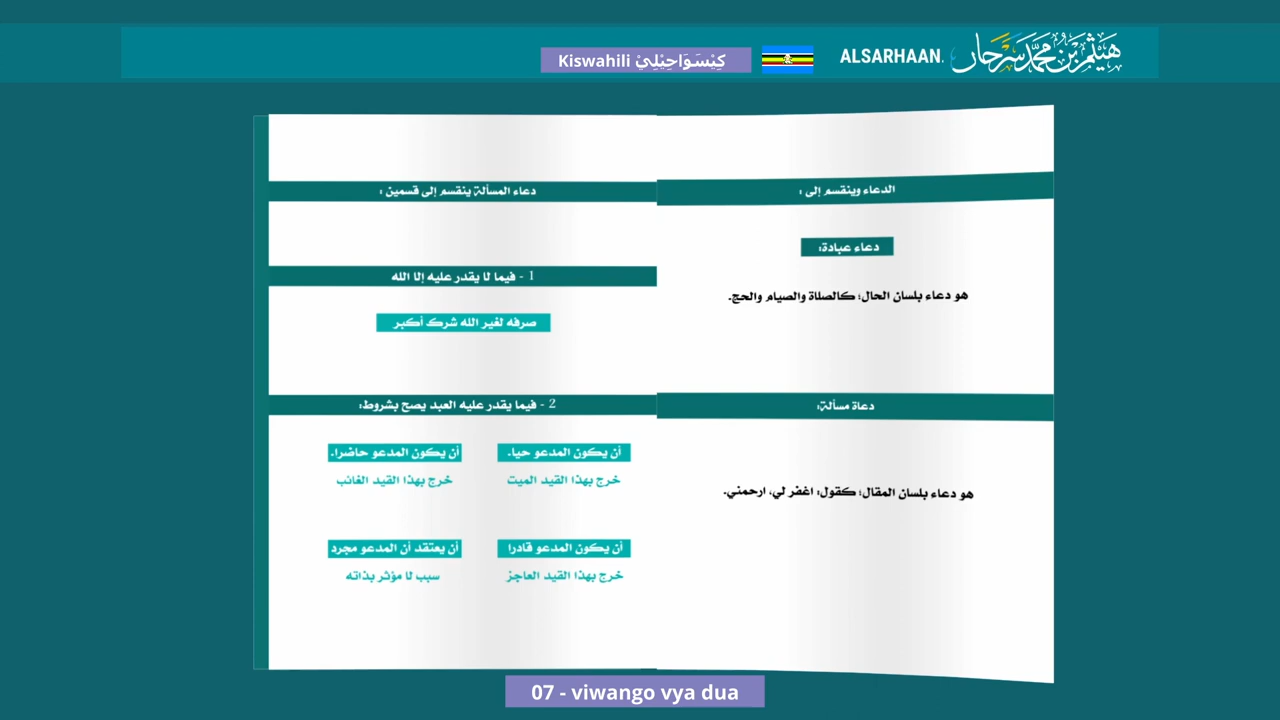 Kiswahili كِيْسَوَاحِيْلِيْ
ALSARHAAN.
هيثم بن محمد سرحان
الدعاء وينقسم إلى :
دعاء عبادة:
هو دعاء بلسان الحال؛ كالصلاة والصيام والحج.
دعاة مسألة:
هو دعاء بلسان المقال؛ كقول: اغفر لي، ارحمني.
دعاء المسألة ينقسم إلى قسمين :
1 - فيما لا يقدر عليه إلا الله
صرفه لغير الله شرك أكبر
2 - فيما يقدر عليه العبد يصح بشروط:
أن يكون المدعو حيا.
خرج بهذا القيد الميت
أن يكون المدعو حاضرا.
خرج بهذا القيد الغائب
أن يكون المدعو قادرا
خرج بهذا القيد العاجز
أن يعتقد أن المدعو مجرد
سبب لا مؤثر بذاته
07 - viwango vya dua